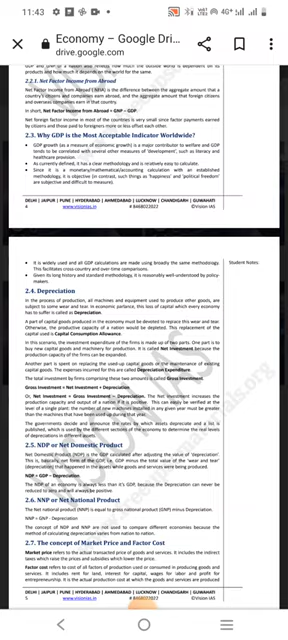 11:43
4G+
51
Economy – Google Dri...
drive.google.com
GDP and GNP of a nation also reflects how much the outside world is dependent on its
products and how much it depends on the world for the same.
2.2.1. Net Factor Income from Abroad
Net Factor Income from Abroad (NFIA) is the difference between the aggregate amount that a
country's citizens and companies earn abroad, and the aggregate amount that foreign citizens
and overseas companies earn in that country.
In short, Net Factor Income from Abroad = GNP – GDP.
Net foreign factor income in most of the countries is very small since factor payments earned
by citizens and those paid to foreigners more or less offset each other.
2.3. Why GDP is the Most Acceptable Indicator Worldwide?
• GDP growth (as a measure of economic growth) is a major contributor to welfare and GDP
tends to be correlated with several other measures of 'development', such as literacy and
healthcare provision.
• As currently defined, it has a clear methodology and is relatively easy to calculate.
• Since it is a monetary/mathematical/accounting calculation with an established
methodology, it is objective (in contrast, such things as 'happiness' and 'political freedom'
are subjective and difficult to measure).
DELHI | JAIPUR | PUNE | HYDERABAD | AHMEDABAD | LUCKNOW | CHANDIGARH | GUWAHATI
4 www.visionias.in # 8468022022 ©Vision IAS
• It is widely used and all GDP calculations are made using broadly the same methodology.
This facilitates cross-country and over-time comparisons.
• Given its long history and standard methodology, it is reasonably well-understood by policy-
makers.
Student Notes
2.4. Depreciation
In the process of production, all machines and equipment used to produce other goods, are
subject to some wear and tear. In economic parlance, this loss of capital which every economy
has to suffer is called as Depreciation.
A part of capital goods produced in the economy must be devoted to replace this wear and tear.
Otherwise, the productive capacity of a nation would be depleted. This replacement of the
capital used is Capital Consumption Allowance.
In this scenario, the investment expenditure of the firms is made up of two parts. One part is to
buy new capital goods and machinery for production. It is called Net Investment because the
production capacity of the firms can be expanded.
Another part is spent on replacing the used-up capital goods or the maintenance of existing
capital goods. The expenses incurred for this are called Depreciation Expenditure.
The total investment by firms comprising these two amounts is called Gross Investment.
Gross Investment = Net Investment + Depreciation.
Or, Net Investment = Gross Investment – Depreciation. The Net investment increases the
production capacity and output of a nation if it is positive. This can easily be verified at the
level of a single plant: the number of new machines installed in any given year must be greater
than the machines that have been used up during that year.
The governments decide and announce the rates by which assets depreciate and a list is
published, which is used by the different sections of the economy to determine the real levels
of depreciations in different assets.
2.5. NDP or Net Domestic Product
Net Domestic Product (NDP) is the GDP calculated after adjusting the value of 'depreciation'.
This is, basically, net form of the GDP, i.e. GDP minus the total value of the 'wear and tear'
(depreciation) that happened in the assets while goods and services were being produced.
NDP = GDP – Depreciation
The NDP of an economy is always less than it's GDP, because the Depreciation can never be
reduced to zero and will always be positive.
2.6. NNP or Net National Product
The Net national product (NNP) is equal to gross national product (GNP) minus Depreciation.
NNP = GNP - Depreciation
The concept of NDP and NNP are not used to compare different economies because the
method of calculating depreciation varies from nation to nation.
2.7. The concept of Market Price and Factor Cost
Market price refers to the actual transacted price of goods and services. It includes the indirect
taxes which raise the prices and subsidies which lower the price.
Factor cost refers to cost of all factors of production used or consumed in producing goods and
services. It includes rent for land, interest for capital, wages for labor and profit for
entrepreneurship. It is the actual production cost at which the goods and services are produced
DELHI | JAIPUR | PUNE | HYDERABAD | AHMEDABAD | LUCKNOW | CHANDIGARH | GUWAHATI
5 www.visionias.in # 8468022022 ©Vision IAS